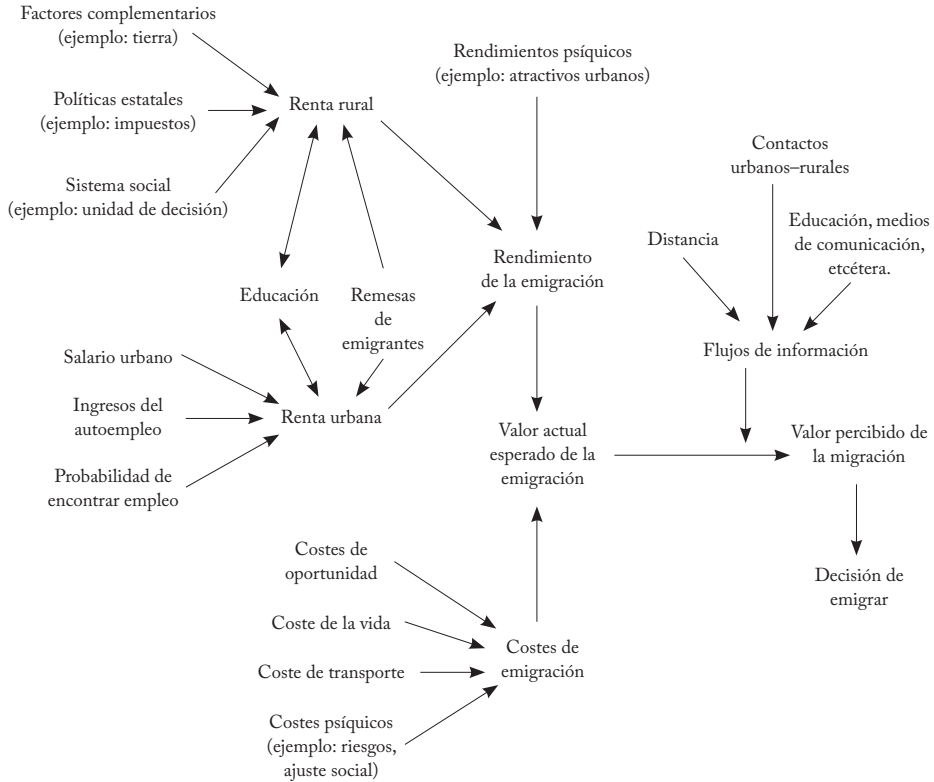 Factores complementarios
(ejemplo: tierra)
Rendimientos psíquicos
(ejemplo: atractivos urbanos)
Políticas estatales
(ejemplo: impuestos)
Renta rural
Contactos
urbanos–rurales
Sistema social
(ejemplo: unidad de decisión)
Distancia
Educación, medios
de comunicación,
etcétera.
Rendimiento
de la emigración
Educación
Remesas
de
emigrantes
Flujos de información
Salario urbano
Ingresos del
autoempleo
Renta urbana
Probabilidad de
encontrar empleo
Valor actual
esperado de la
emigración
Valor percibido de
la migración
Costes de
oportunidad
Decisión de
emigrar
Coste de la vida
Costes de
emigración
Coste de transporte
Costes psíquicos
(ejemplo: riesgos,
ajuste social)